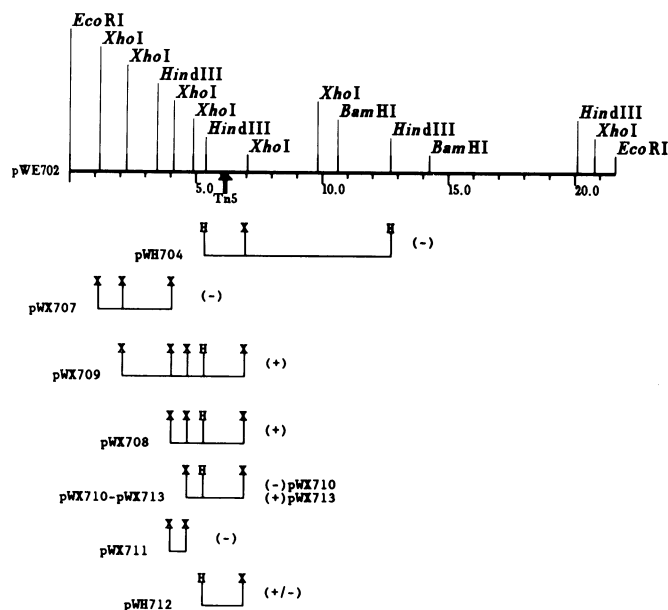 EcoRI
XhoI
XhoI
HindIII
XhoI
XhoI
HindIII
XhoI
XhoI
BamHI
HindIII
BamHI
HindIII
XhoI
EcoRI
pWE702
5.0
10.0
15.0
20.0
Tn5
H X H
pWH704 (-)
X X X
pWX707 (-)
X X X H X
pWX709 (+)
X X H X
pWX708 (+)
X H X
pWX710-pWX713 (-)pWX710
(+)pWX713
X X
pWX711 (-)
H X
pWH712 (+/-)